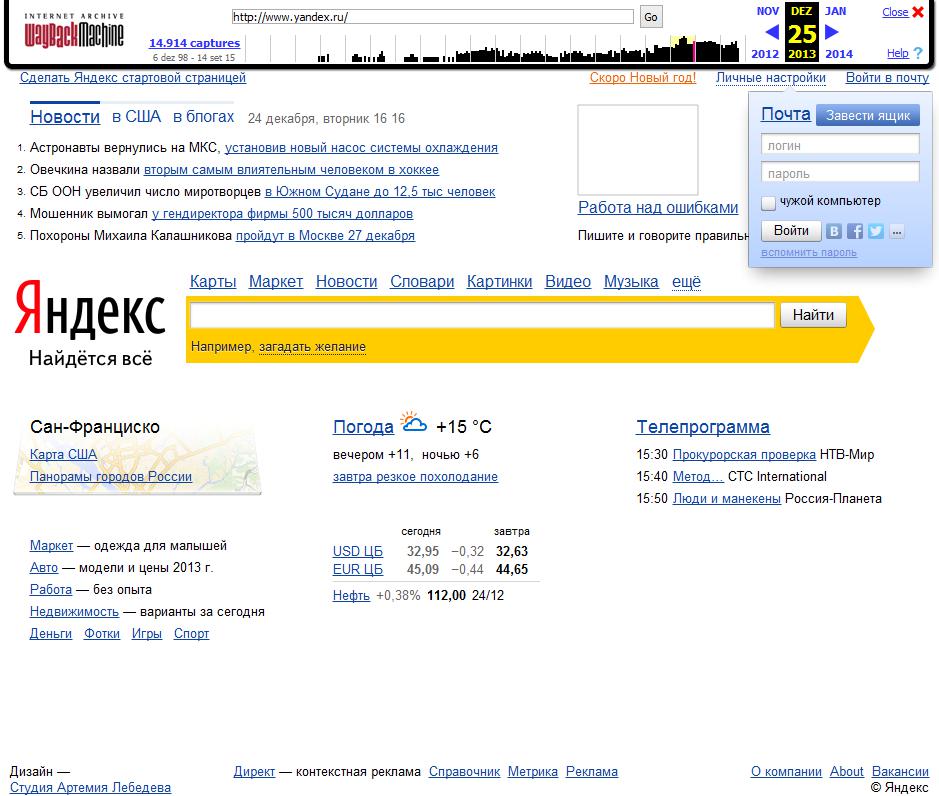 INTERNET ARCHIVE
WayBackMachine
http://www.yandex.ru/
Go
NOV DEZ JAN
Close
14.914 captures
25
6 dez 98 - 14 set 15
2012 2013 2014
Help ?
Сделать Яндекс стартовой страницей
Скоро Новый год!
Личные настройки
Войти в почту
Новости в США в блогах 24 декабря, вторник 16 16
1. Астронавты вернулись на МКС, установив новый насос системы охлаждения
2. Овечкина назвали вторым самым влиятельным человеком в хоккее
3. СБ ООН увеличил число миротворцев в Южном Судане до 12,5 тыс человек
4. Мошенник вымогал у гендиректора фирмы 500 тысяч долларов
5. Похороны Михаила Калашникова пройдут в Москве 27 декабря
Работа над ошибками
Пишите и говорите правильн
Почта Завести ящик
логин
пароль
чужой компьютер
Войти В f ...
вспомнить пароль
Карты Маркет Новости Словари Картинки Видео Музыка ещё
Яндекс
Найдётся всё
Найти
Например, загадать желание
Сан-Франциско
Карта США
Панорамы городов России
Погода +15 °C
вечером +11, ночью +6
завтра резкое похолодание
Телепрограмма
15:30 Прокурорская проверка НТВ-Мир
15:40 Метод... СТС International
15:50 Люди и манекены Россия-Планета
Маркет — одежда для малышей
Авто — модели и цены 2013 г.
Работа — без опыта
Недвижимость — варианты за сегодня
Деньги Фотки Игры Спорт
сегодня завтра
USD ЦБ 32,95 −0,32 32,63
EUR ЦБ 45,09 −0,44 44,65
Нефть +0,38% 112,00 24/12
Дизайн —
Студия Артемия Лебедева
Директ — контекстная реклама Справочник Метрика Реклама
О компании About Вакансии
© Яндекс